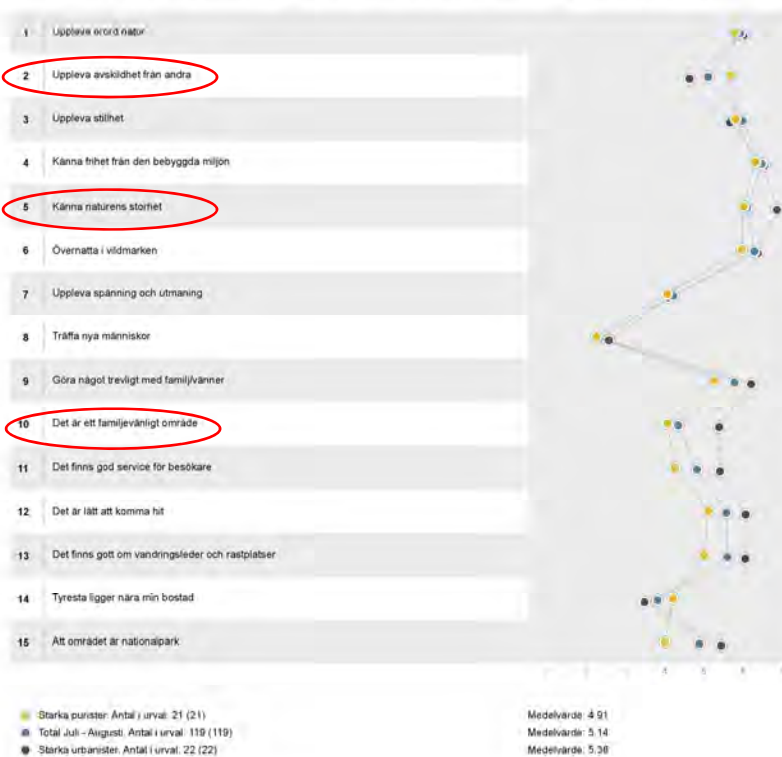 1 Uppleva orörd natur
2 Uppleva avskildhet från andra
3 Uppleva stillhet
4 Känna frihet från den bebyggda miljön
5 Känna naturens storhet
6 Övernatta i vildmarken
7 Uppleva spänning och utmaning
8 Träffa nya människor
9 Göra något trevligt med familj/vänner
10 Det är ett familjevänligt område
11 Det finns god service för besökare
12 Det är lätt att komma hit
13 Det finns gott om vandringsleder och rastplatser
14 Tyresta ligger nära min bostad
15 Att området är nationalpark
Starka purister. Antal i urval: 21 (21) Medelvärde: 4.91
Total Juli - Augusti. Antal i urval: 119 (119) Medelvärde: 5.14
Starka urbanister. Antal i urval: 22 (22) Medelvärde: 5.38